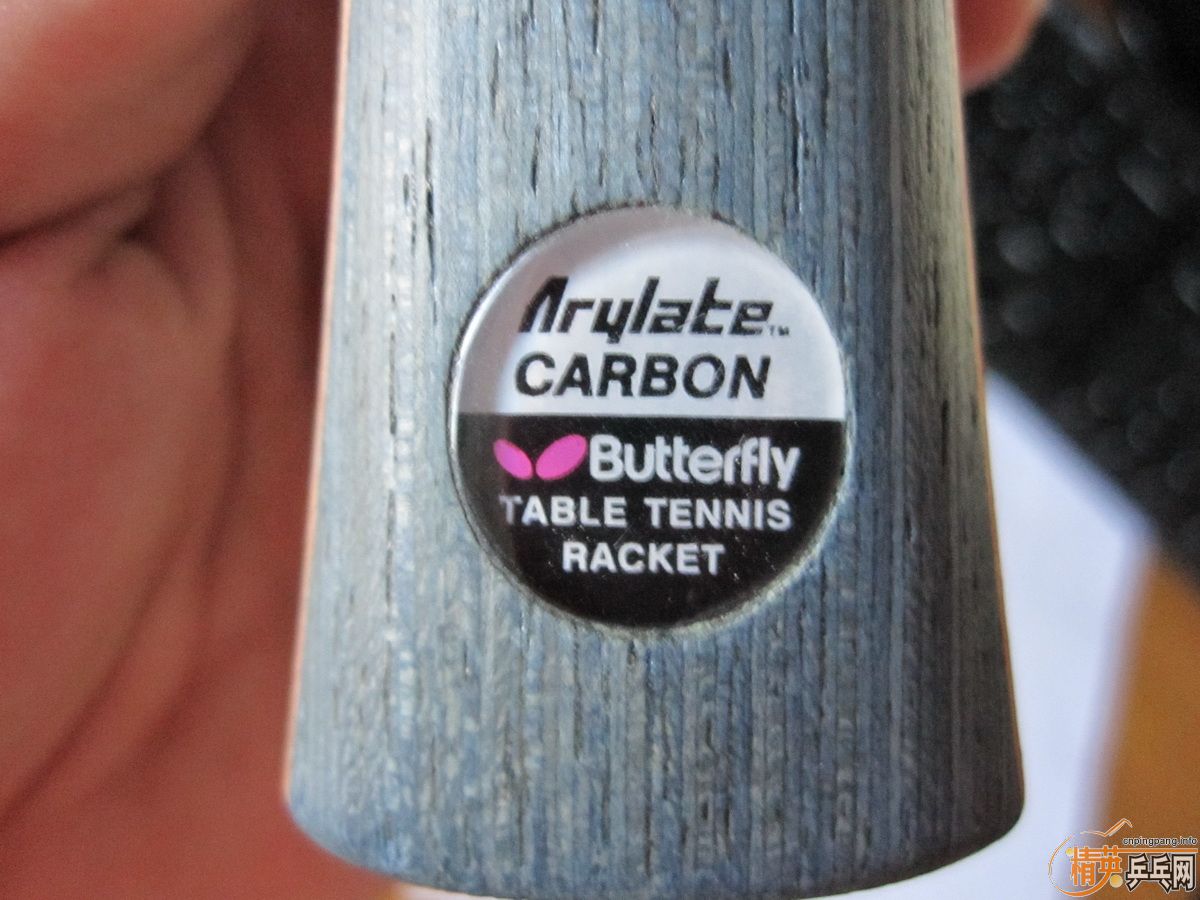 Arylate™
CARBON
Butterfly
TABLE TENNIS
RACKET
cnpingpang.info
精英乒乓网